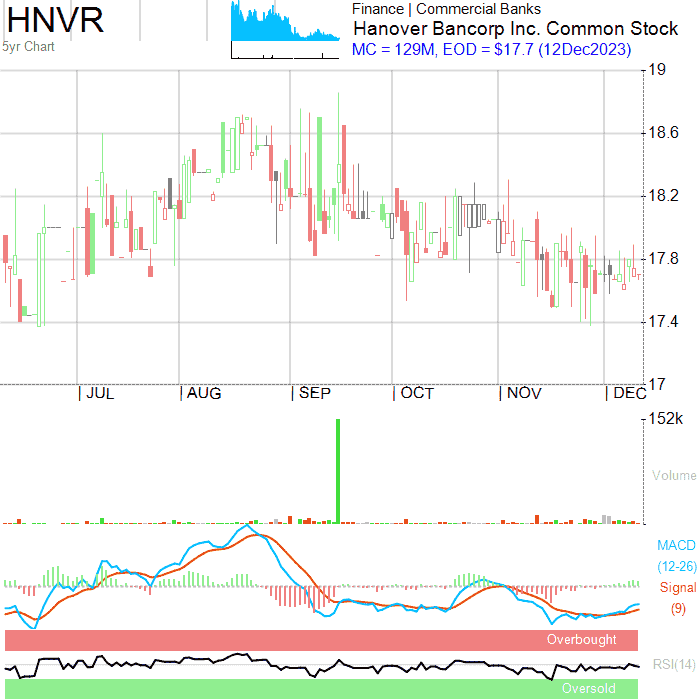 HNVR
5yr Chart
Finance | Commercial Banks
Hanover Bancorp Inc. Common Stock
MC = 129M, EOD = $17.7 (12Dec2023)
19
18.6
18.2
17.8
17.4
17
| JUL | AUG | SEP | OCT | NOV | DEC
152k
Volume
MACD
(12-26)
Signal
(9)
Overbought
RSI(14)
Oversold